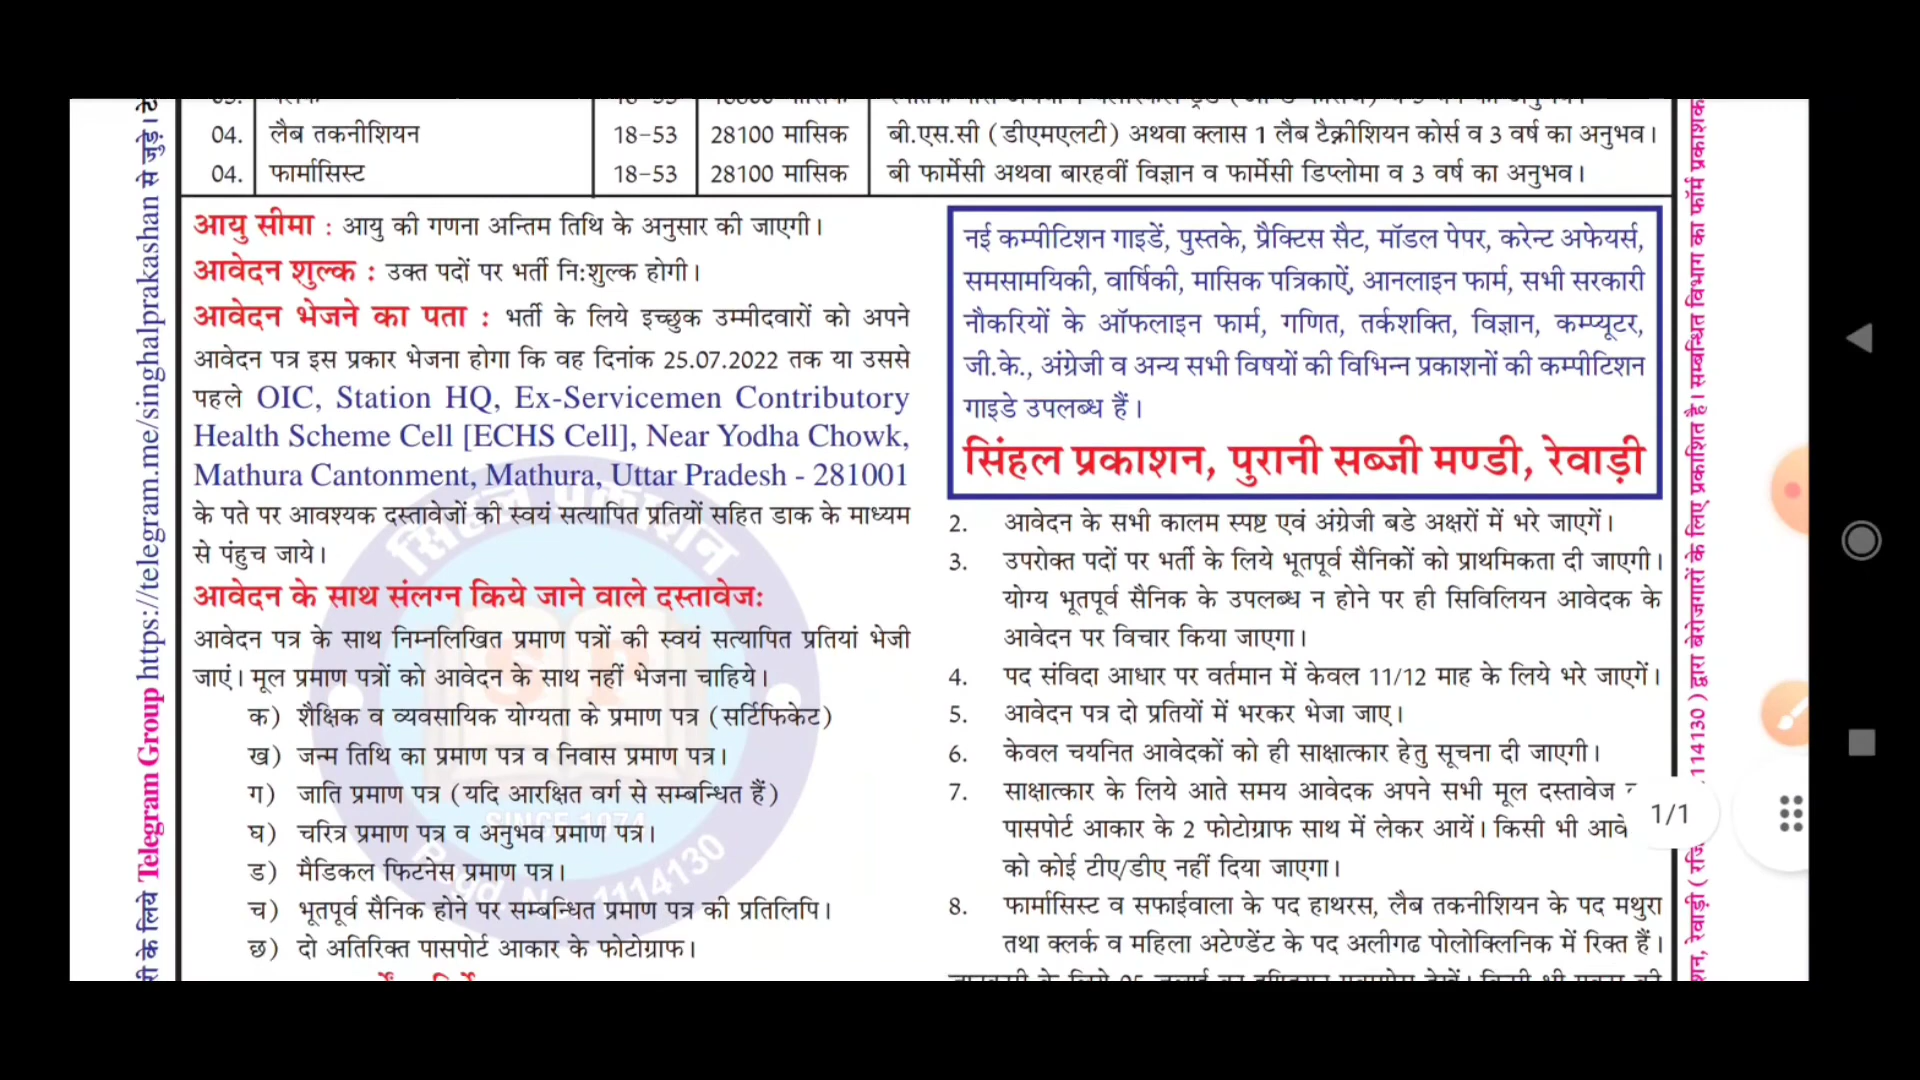 04. लैब तकनीशियन 18-53 28100 मासिक बी.एस.सी (डीएमएलटी) अथवा क्लास 1 लैब टैक्नीशियन कोर्स व 3 वर्ष का अनुभव।
04. फार्मासिस्ट 18-53 28100 मासिक बी फार्मेसी अथवा बारहवीं विज्ञान व फार्मेसी डिप्लोमा व 3 वर्ष का अनुभव।
आयु सीमा : आयु की गणना अन्तिम तिथि के अनुसार की जाएगी।
आवेदन शुल्क : उक्त पदों पर भर्ती नि:शुल्क होगी।
आवेदन भेजने का पता : भर्ती के लिये इच्छुक उम्मीदवारों को अपने
आवेदन पत्र इस प्रकार भेजना होगा कि वह दिनांक 25.07.2022 तक या उससे
पहले OIC, Station HQ, Ex-Servicemen Contributory
Health Scheme Cell [ECHS Cell], Near Yodha Chowk,
Mathura Cantonment, Mathura, Uttar Pradesh - 281001
के पते पर आवश्यक दस्तावेजों की स्वयं सत्यापित प्रतियों सहित डाक के माध्यम
से पंहुच जाये।
आवेदन के साथ संलग्न किये जाने वाले दस्तावेज:
आवेदन पत्र के साथ निम्नलिखित प्रमाण पत्रों की स्वयं सत्यापित प्रतियां भेजी
जाएं। मूल प्रमाण पत्रों को आवेदन के साथ नहीं भेजना चाहिये।
क) शैक्षिक व व्यवसायिक योग्यता के प्रमाण पत्र (सर्टिफिकेट)
ख) जन्म तिथि का प्रमाण पत्र व निवास प्रमाण पत्र।
ग) जाति प्रमाण पत्र (यदि आरक्षित वर्ग से सम्बन्धित हैं)
घ) चरित्र प्रमाण पत्र व अनुभव प्रमाण पत्र।
ड) मैडिकल फिटनेस प्रमाण पत्र।
च) भूतपूर्व सैनिक होने पर सम्बन्धित प्रमाण पत्र की प्रतिलिपि।
छ) दो अतिरिक्त पासपोर्ट आकार के फोटोग्राफ।
नई कम्पीटिशन गाइडें, पुस्तके, प्रैक्टिस सैट, मॉडल पेपर, करेन्ट अफेयर्स,
समसामयिकी, वार्षिकी, मासिक पत्रिकाऐं, आनलाइन फार्म, सभी सरकारी
नौकरियों के ऑफलाइन फार्म, गणित, तर्कशक्ति, विज्ञान, कम्प्यूटर,
जी.के., अंग्रेजी व अन्य सभी विषयों की विभिन्न प्रकाशनों की कम्पीटिशन
गाइडे उपलब्ध हैं।
सिंहल प्रकाशन, पुरानी सब्जी मण्डी, रेवाड़ी
2. आवेदन के सभी कालम स्पष्ट एवं अंग्रेजी बडे अक्षरों में भरे जाएगें।
3. उपरोक्त पदों पर भर्ती के लिये भूतपूर्व सैनिकों को प्राथमिकता दी जाएगी।
योग्य भूतपूर्व सैनिक के उपलब्ध न होने पर ही सिविलियन आवेदक के
आवेदन पर विचार किया जाएगा।
4. पद संविदा आधार पर वर्तमान में केवल 11/12 माह के लिये भरे जाएगें।
5. आवेदन पत्र दो प्रतियों में भरकर भेजा जाए।
6. केवल चयनित आवेदकों को ही साक्षात्कार हेतु सूचना दी जाएगी।
7. साक्षात्कार के लिये आते समय आवेदक अपने सभी मूल दस्तावेज
पासपोर्ट आकार के 2 फोटोग्राफ साथ में लेकर आयें। किसी भी
को कोई टीए/डीए नहीं दिया जाएगा।
8. फार्मासिस्ट व सफाईवाला के पद हाथरस, लैब तकनीशियन के पद मथुरा
तथा क्लर्क व महिला अटेण्डेंट के पद अलीगढ पोलोक्लिनिक में रिक्त हैं।
के लिये Telegram Group https://telegram.me/singhalprakashan से जुड़े।
रेवाड़ी 1114130) द्वारा बेरोजगारों के लिए प्रकाशित है। सम्बन्धित विभाग का फॉर्म
सिंहल प्रकाशन
SP
SINCE 1974
Regd. No. 1114130
1/1